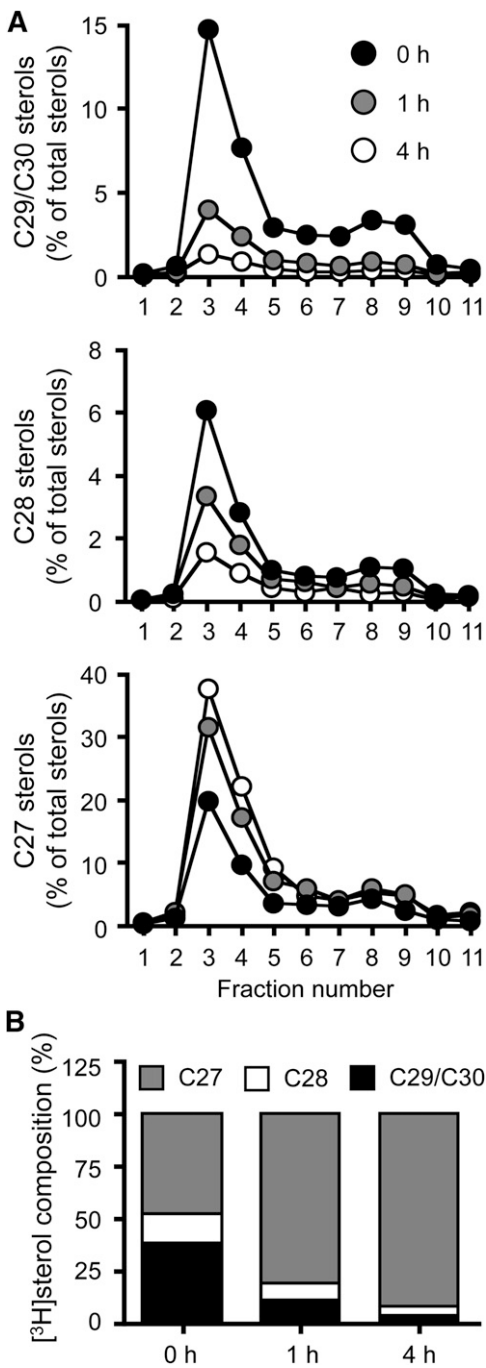 A
C29/C30 sterols
(% of total sterols)
15
10
5
0
0 h
1 h
4 h
1 2 3 4 5 6 7 8 9 10 11
C28 sterols
(% of total sterols)
8
6
4
2
0
1 2 3 4 5 6 7 8 9 10 11
C27 sterols
(% of total sterols)
40
30
20
10
0
1 2 3 4 5 6 7 8 9 10 11
Fraction number
B
[³H]sterol composition (%)
125
100
75
50
25
0
C27 C28 C29/C30
0 h 1 h 4 h